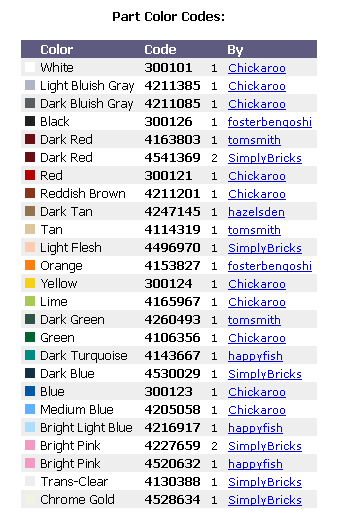 Part Color Codes:
Color Code By
White 300101 1 Chickaroo
Light Bluish Gray 4211385 1 Chickaroo
Dark Bluish Gray 4211085 1 Chickaroo
Black 300126 1 fosterbengoshi
Dark Red 4163803 1 tomsmith
Dark Red 4541369 2 SimplyBricks
Red 300121 1 Chickaroo
Reddish Brown 4211201 1 Chickaroo
Dark Tan 4247145 1 hazelsden
Tan 4114319 1 tomsmith
Light Flesh 4496970 1 SimplyBricks
Orange 4153827 1 fosterbengoshi
Yellow 300124 1 Chickaroo
Lime 4165967 1 Chickaroo
Dark Green 4260493 1 tomsmith
Green 4106356 1 Chickaroo
Dark Turquoise 4143667 1 happyfish
Dark Blue 4530029 1 SimplyBricks
Blue 300123 1 Chickaroo
Medium Blue 4205058 1 Chickaroo
Bright Light Blue 4216917 1 happyfish
Bright Pink 4227659 2 SimplyBricks
Bright Pink 4520632 1 happyfish
Trans-Clear 4130388 1 SimplyBricks
Chrome Gold 4528634 1 SimplyBricks